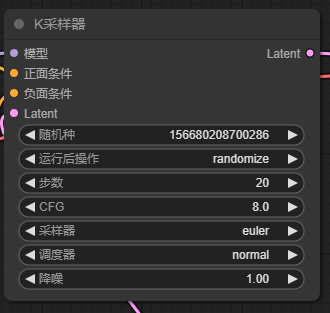 K采样器
模型 Latent
正面条件
负面条件
Latent
随机种 156680208700286
运行后操作 randomize
步数 20
CFG 8.0
采样器 euler
调度器 normal
降噪 1.00